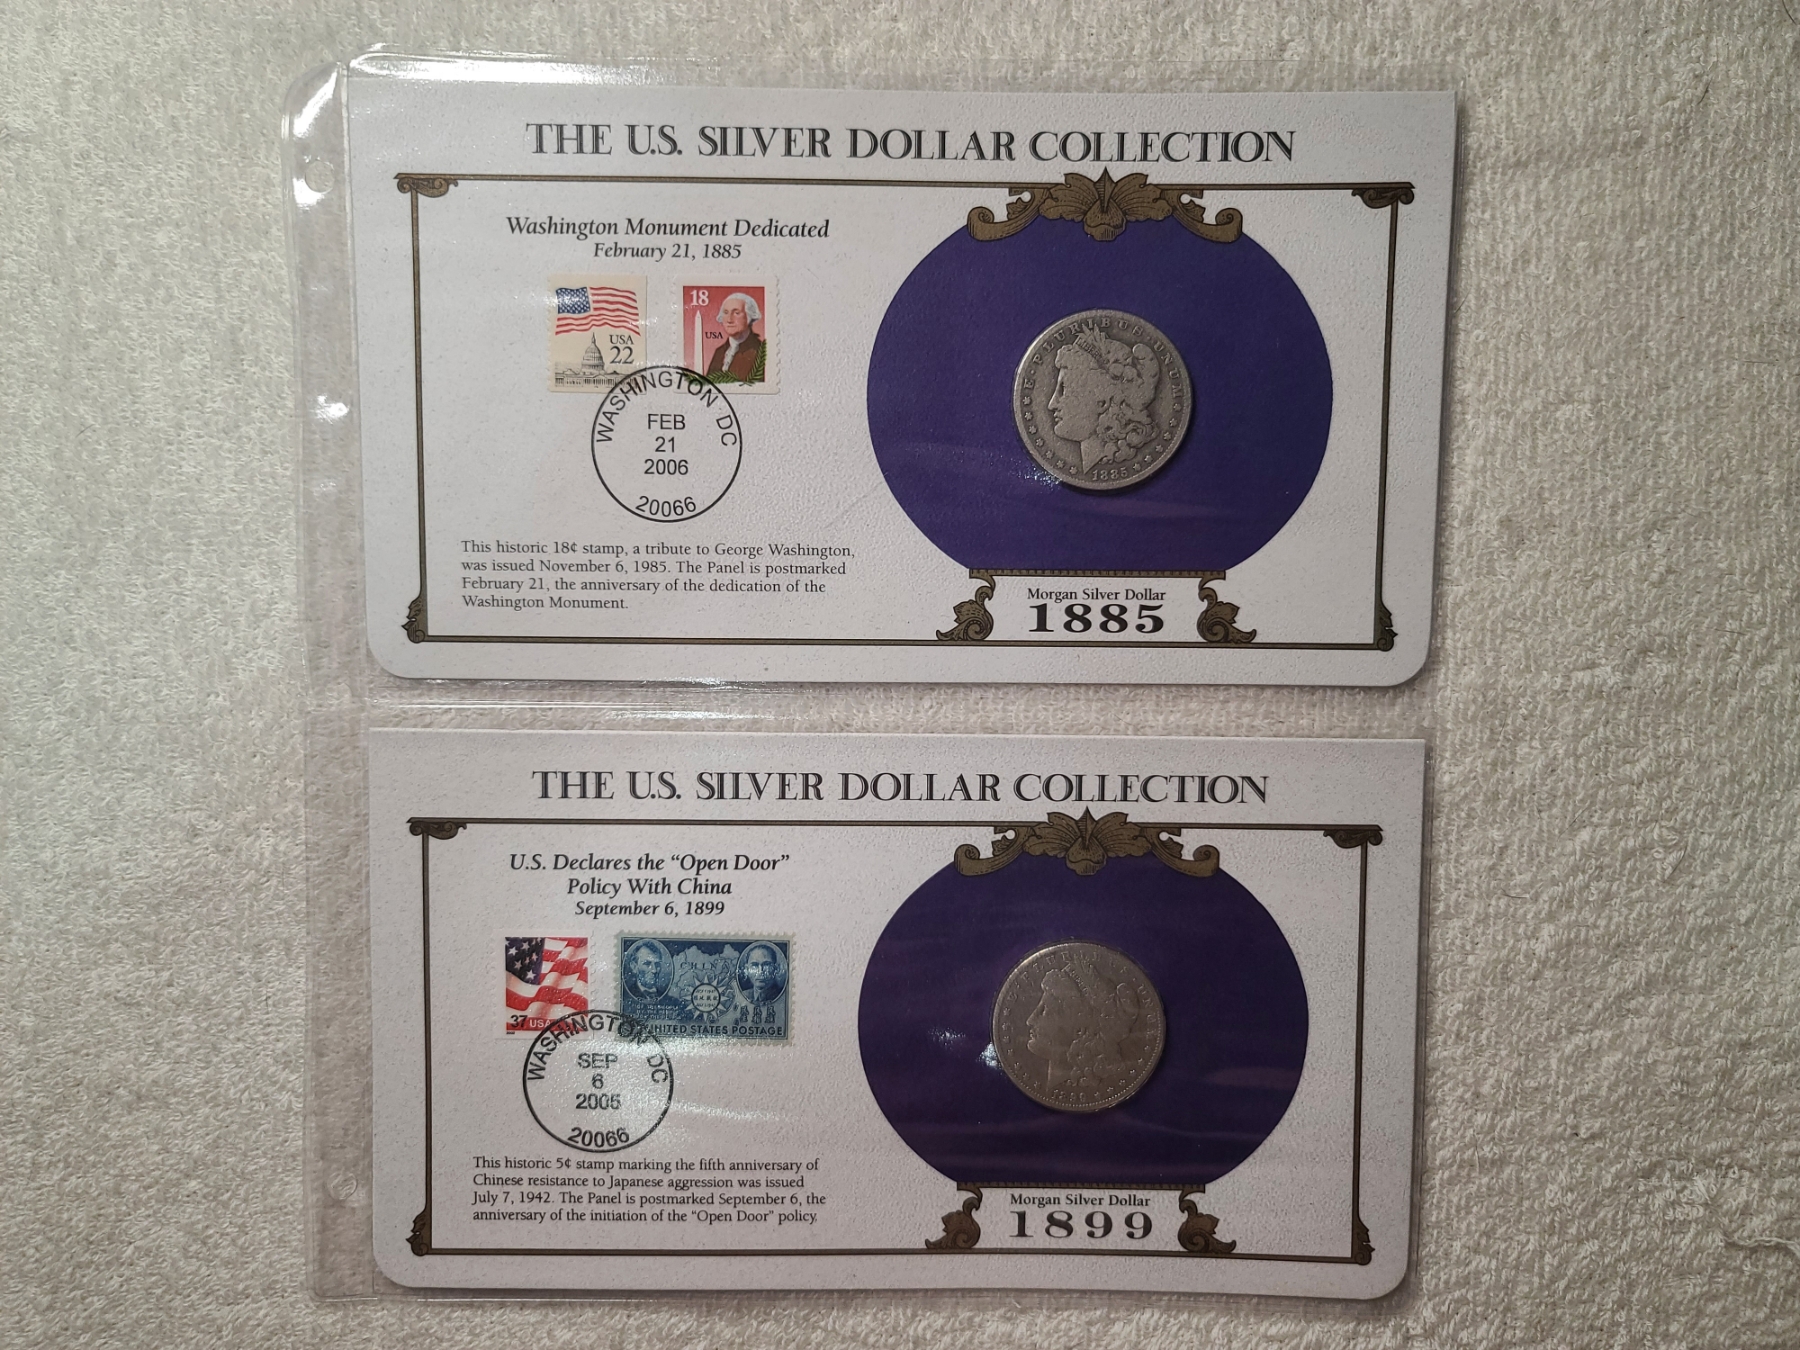 THE U.S. SILVER DOLLAR COLLECTION
Washington Monument Dedicated
February 21, 1885
USA
22
18
USA
WASHINGTON DC
FEB
21
2006
20066
This historic 18¢ stamp, a tribute to George Washington,
was issued November 6, 1985. The Panel is postmarked
February 21, the anniversary of the dedication of the
Washington Monument.
E·PLURIBUS·UNUM
1885
Morgan Silver Dollar
1885
THE U.S. SILVER DOLLAR COLLECTION
U.S. Declares the “Open Door”
Policy With China
September 6, 1899
37 USA
CHINA
UNITED STATES POSTAGE
WASHINGTON DC
SEP
6
2005
20066
This historic 5¢ stamp marking the fifth anniversary of
Chinese resistance to Japanese aggression was issued
July 7, 1942. The Panel is postmarked September 6, the
anniversary of the initiation of the “Open Door” policy.
Morgan Silver Dollar
1899